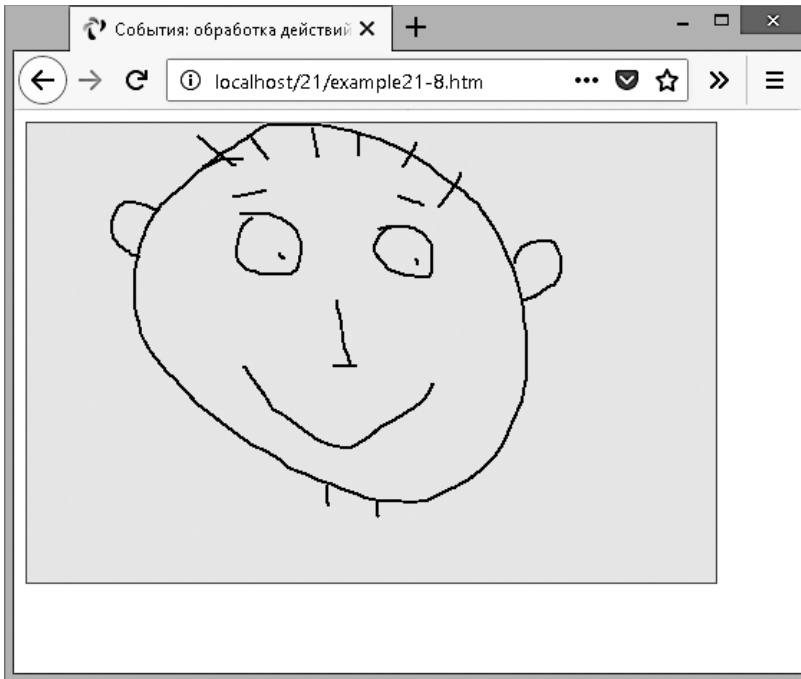 События: обработка действий
localhost/21/example21-8.htm